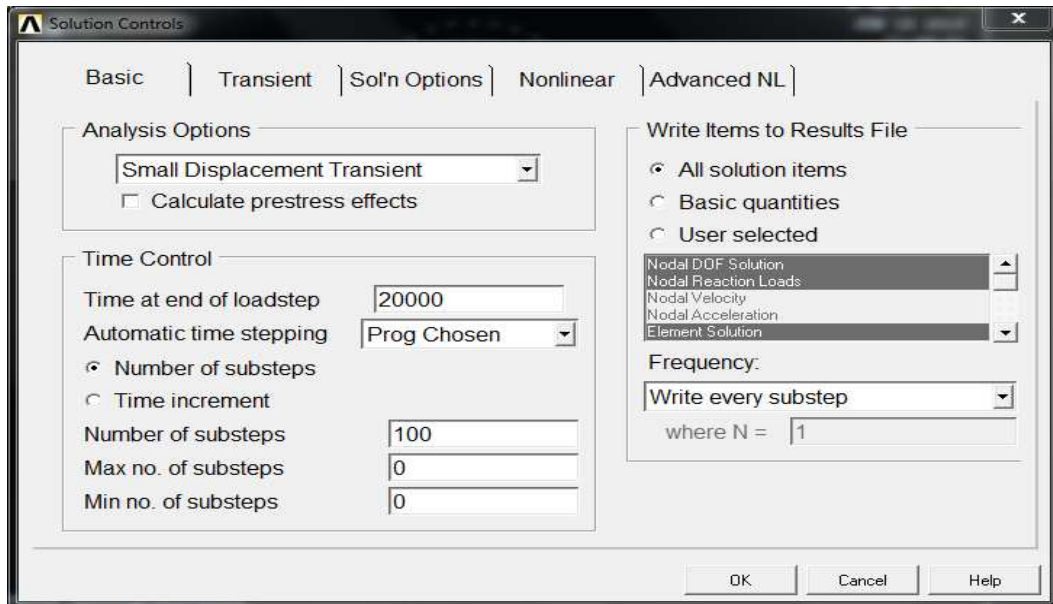 Solution Controls
x
Basic
Transient
Sol'n Options
Nonlinear
Advanced NL
Analysis Options
Small Displacement Transient
Calculate prestress effects
Time Control
Time at end of loadstep 20000
Automatic time stepping Prog Chosen
Number of substeps
Time increment
Number of substeps 100
Max no. of substeps 0
Min no. of substeps 0
Write Items to Results File
All solution items
Basic quantities
User selected
Nodal DOF Solution
Nodal Reaction Loads
Nodal Velocity
Nodal Acceleration
Element Solution
Frequency:
Write every substep
where N = 1
OK
Cancel
Help